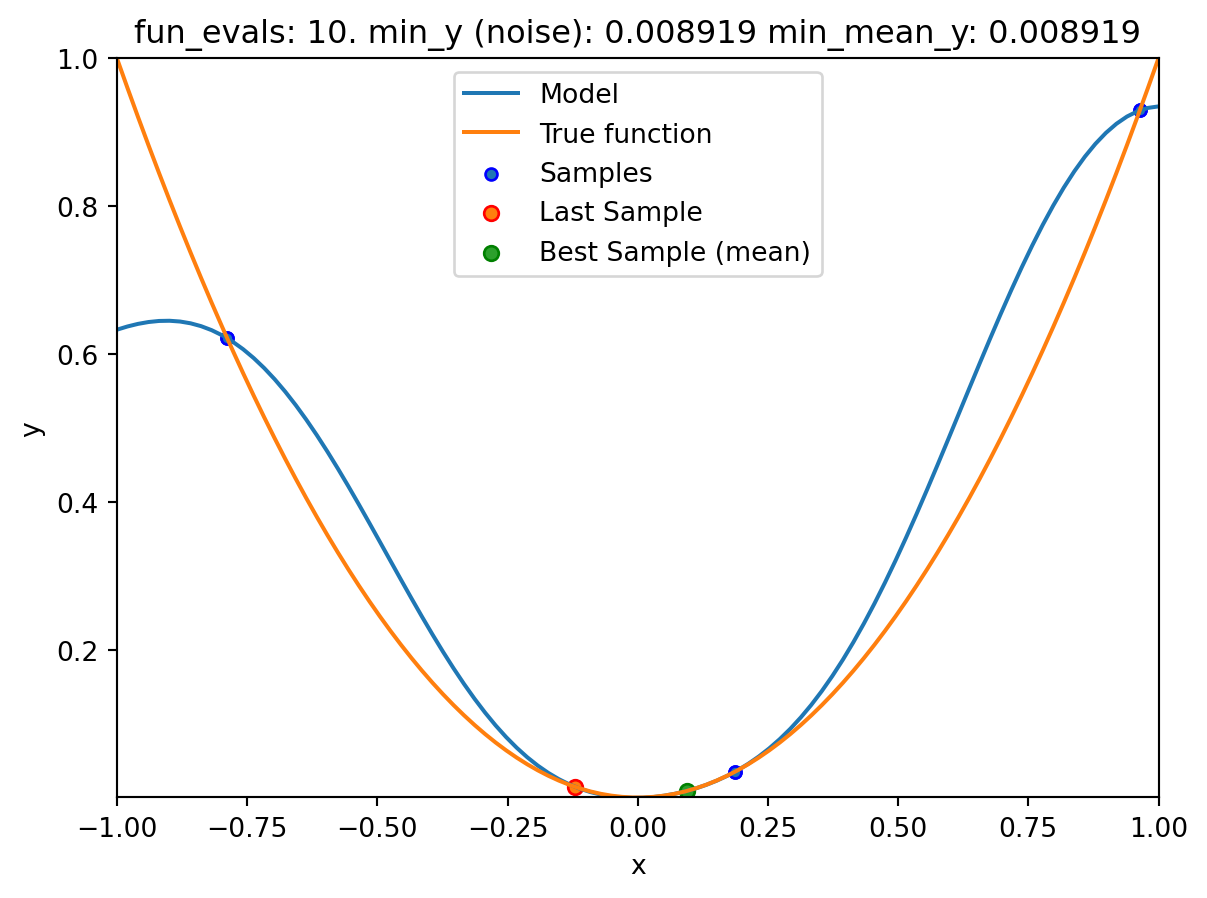 fun_evals: 10. min_y (noise): 0.008919 min_mean_y: 0.008919
Model
True function
Samples
Last Sample
Best Sample (mean)
1.0
0.8
0.6
0.4
0.2
y
−1.00 −0.75 −0.50 −0.25 0.00 0.25 0.50 0.75 1.00
x